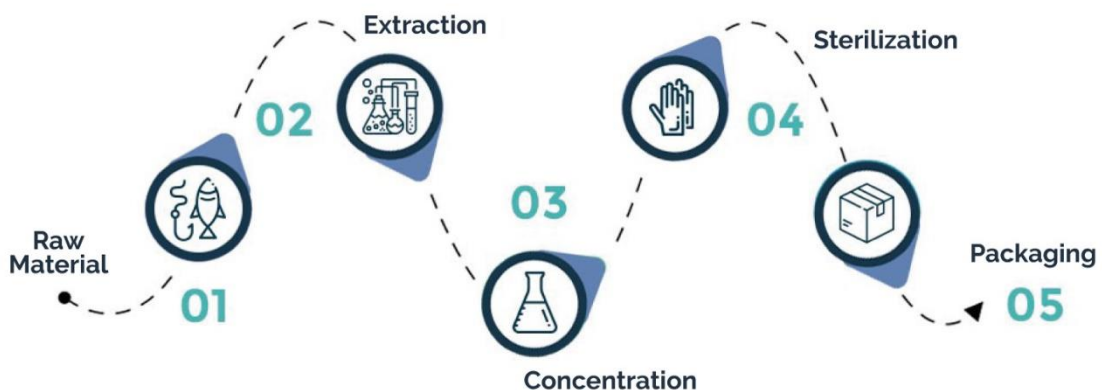 Raw
Material
01
Extraction
02
03
Concentration
Sterilization
04
Packaging
05